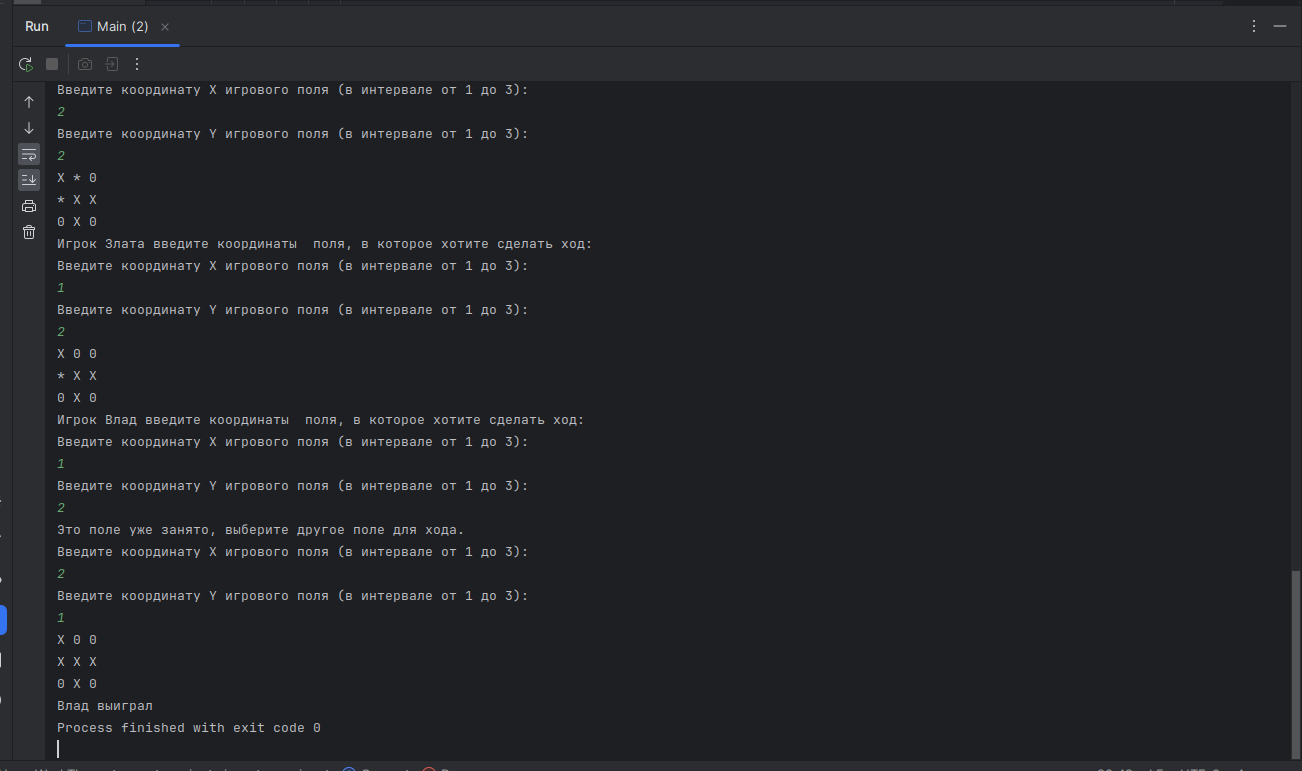 Run Main (2)
Введите координату X игрового поля (в интервале от 1 до 3):
2
Введите координату Y игрового поля (в интервале от 1 до 3):
2
X * 0
* X X
0 X 0
Игрок Злата введите координаты  поля, в которое хотите сделать ход:
Введите координату X игрового поля (в интервале от 1 до 3):
1
Введите координату Y игрового поля (в интервале от 1 до 3):
2
X 0 0
* X X
0 X 0
Игрок Влад введите координаты  поля, в которое хотите сделать ход:
Введите координату X игрового поля (в интервале от 1 до 3):
1
Введите координату Y игрового поля (в интервале от 1 до 3):
2
Это поле уже занято, выберите другое поле для хода.
Введите координату X игрового поля (в интервале от 1 до 3):
2
Введите координату Y игрового поля (в интервале от 1 до 3):
1
X 0 0
X X X
0 X 0
Влад выиграл
Process finished with exit code 0